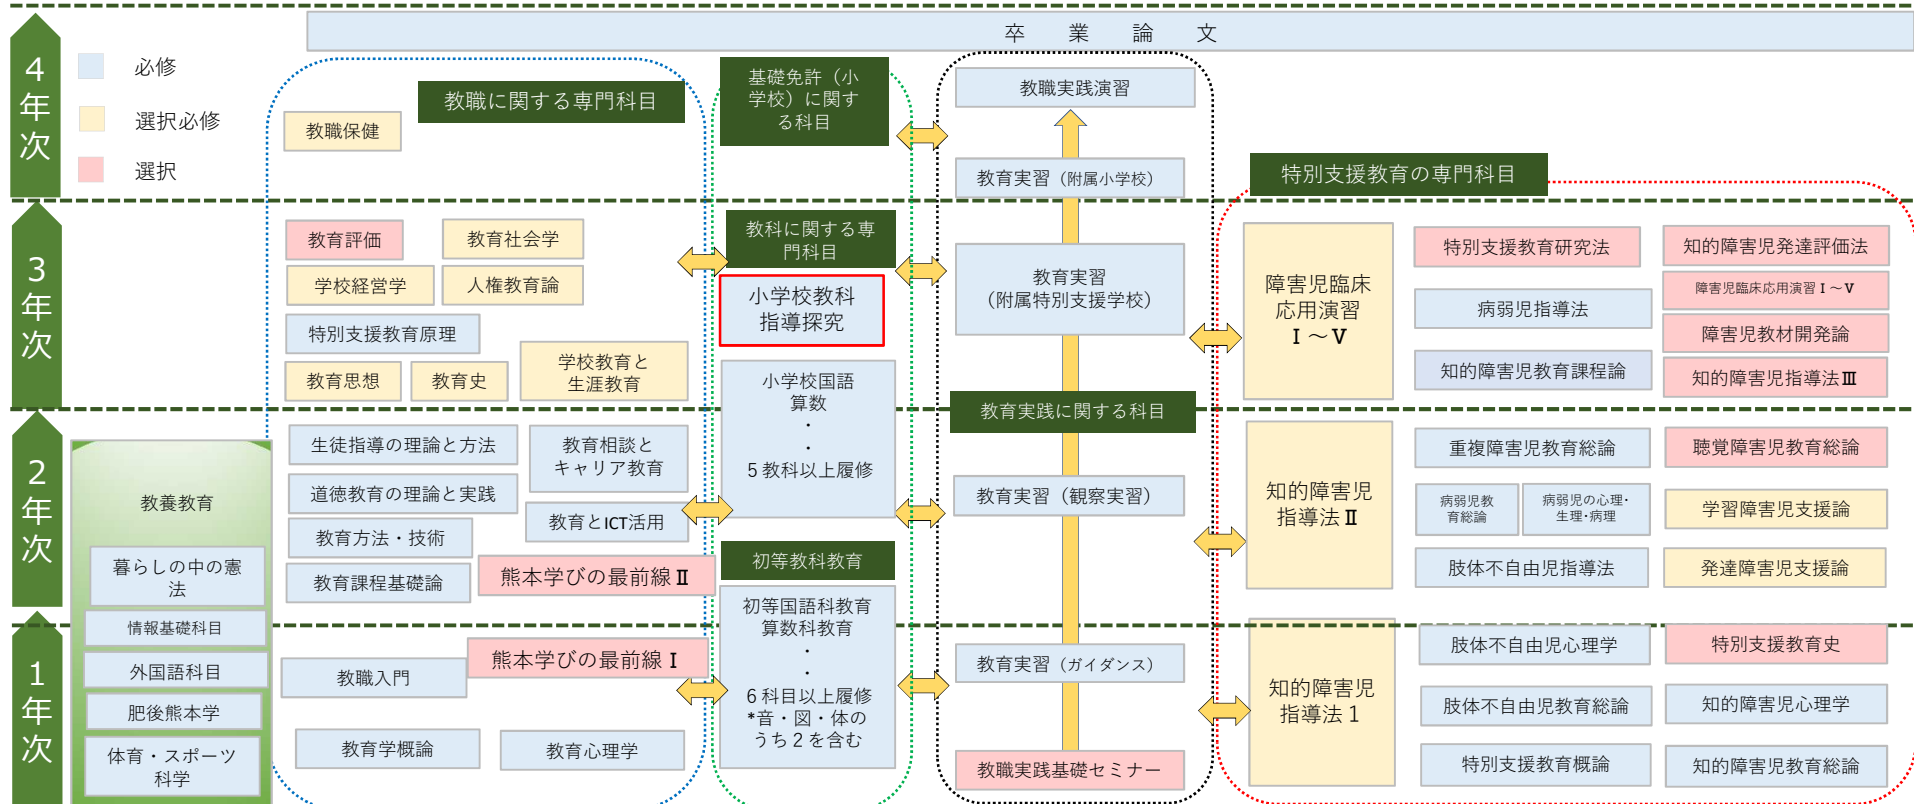 卒　業　論　文
4
年
次
必修
選択必修
選択
教職に関する専門科目
教職保健
基礎免許（小
学校）に関す
る科目
教職実践演習
教育実習（附属小学校）
特別支援教育の専門科目
3
年
次
教育評価
教育社会学
学校経営学
人権教育論
特別支援教育原理
教育思想
教育史
学校教育と
生涯教育
教科に関する専
門科目
小学校教科
指導探究
小学校国語
算数
・
・
5教科以上履修
教育実習
（附属特別支援学校）
教育実践に関する科目
障害児臨床
応用演習
Ⅰ～Ⅴ
特別支援教育研究法
病弱児指導法
知的障害児教育課程論
知的障害児発達評価法
障害児臨床応用演習Ⅰ～Ⅴ
障害児教材開発論
知的障害児指導法Ⅲ
2
年
次
教養教育
暮らしの中の憲
法
情報基礎科目
外国語科目
肥後熊本学
体育・スポーツ
科学
生徒指導の理論と方法
道徳教育の理論と実践
教育方法・技術
教育課程基礎論
教育相談と
キャリア教育
教育とICT活用
熊本学びの最前線Ⅱ
初等教科教育
初等国語科教育
算数科教育
・
・
6科目以上履修
*音・図・体の
うち2を含む
教育実習（観察実習）
知的障害児
指導法Ⅱ
重複障害児教育総論
病弱児教
育総論
病弱児の心理・
生理・病理
肢体不自由児指導法
聴覚障害児教育総論
学習障害児支援論
発達障害児支援論
1
年
次
熊本学びの最前線Ⅰ
教職入門
教育学概論
教育心理学
教育実習（ガイダンス）
教職実践基礎セミナー
知的障害児
指導法1
肢体不自由児心理学
肢体不自由児教育総論
特別支援教育概論
特別支援教育史
知的障害児心理学
知的障害児教育総論